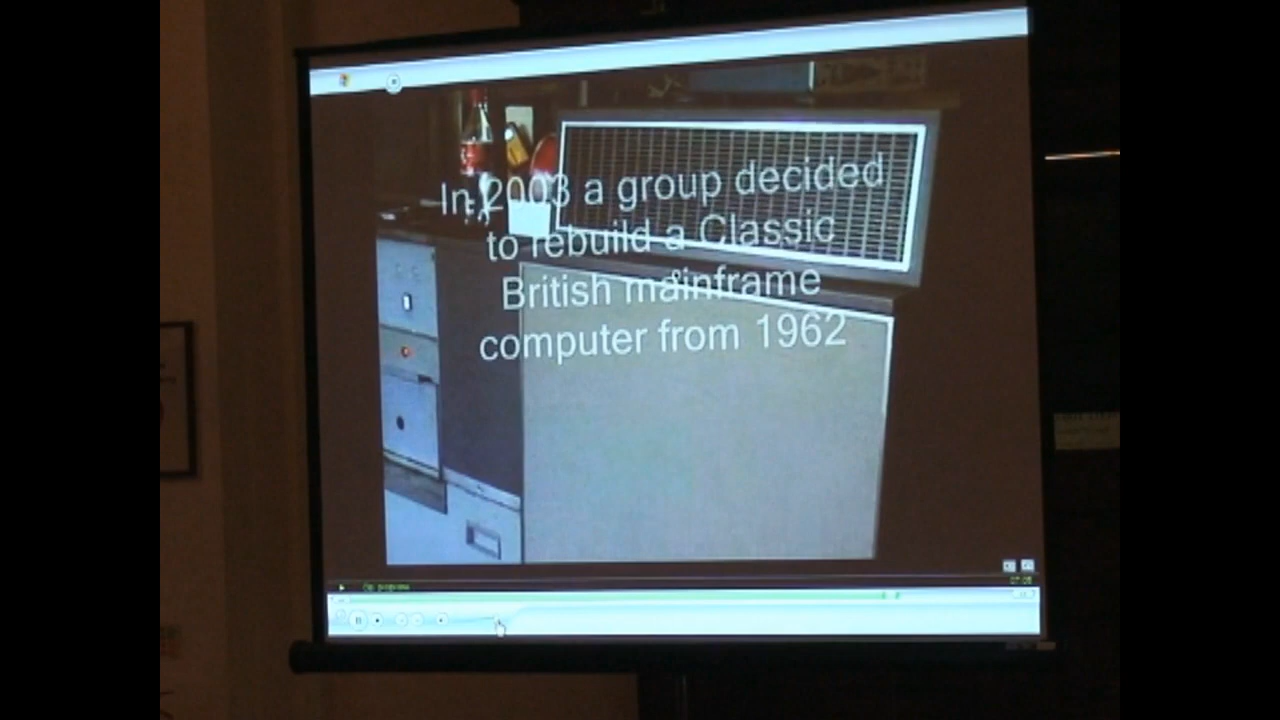 In 2003 a group decided
to rebuild a Classic
British mainframe
computer from 1962